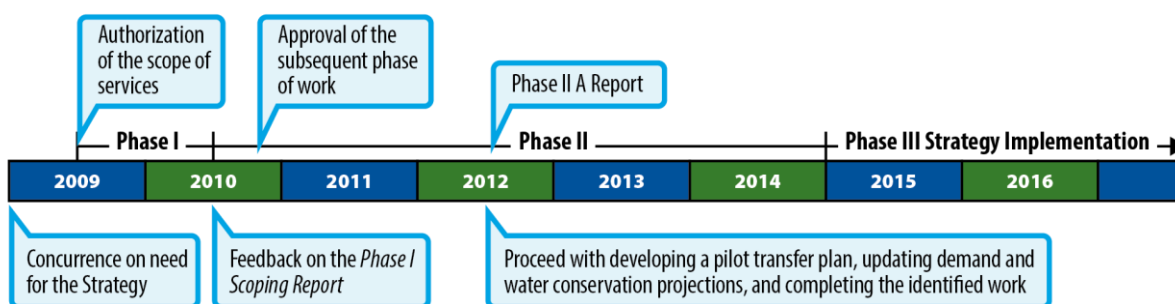 Authorization
of the scope of
services
Approval of the
subsequent phase
of work
Phase II A Report
Phase I
Phase II
Phase III Strategy Implementation
2009
2010
2011
2012
2013
2014
2015
2016
Concurrence on need
for the Strategy
Feedback on the Phase I
Scoping Report
Proceed with developing a pilot transfer plan, updating demand and
water conservation projections, and completing the identified work